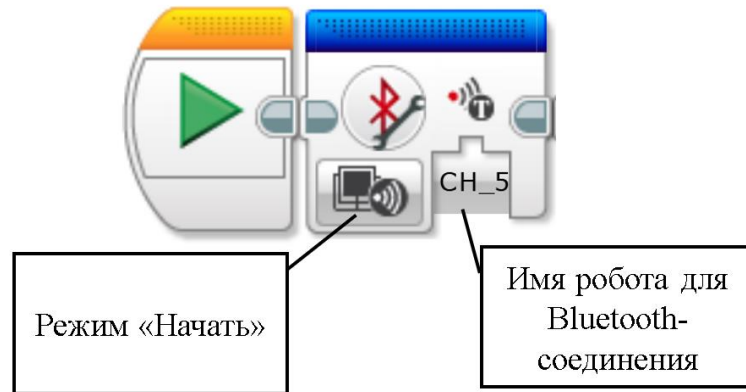 T
CH_5
Режим «Начать»
Имя робота для
Bluetooth-
соединения